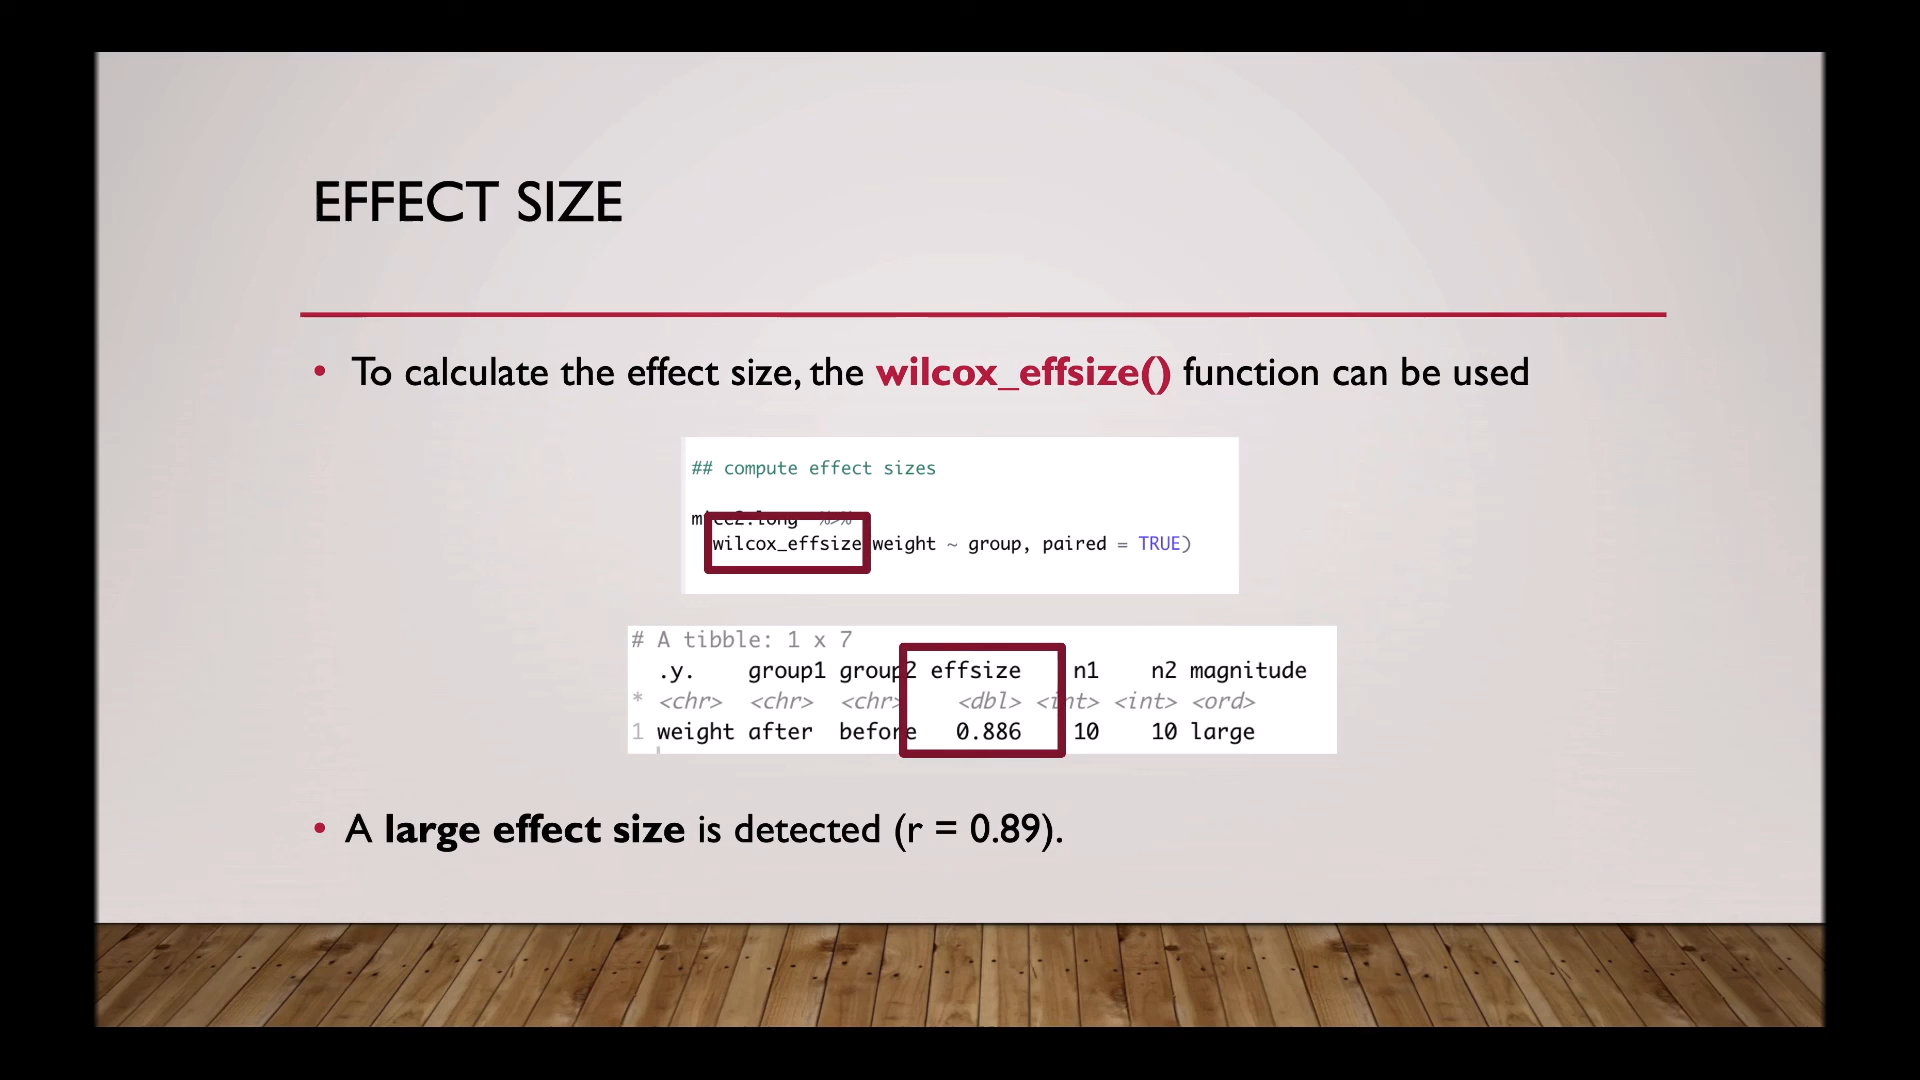 EFFECT SIZE
• To calculate the effect size, the wilcox_effsize() function can be used
## compute effect sizes
mice2.long %>%
wilcox_effsize(weight ~ group, paired = TRUE)
# A tibble: 1 x 7
.y. group1 group2 effsize n1 n2 magnitude
* <chr> <chr> <chr> <dbl> <int> <int> <ord>
1 weight after before 0.886 10 10 large
• A large effect size is detected (r = 0.89).